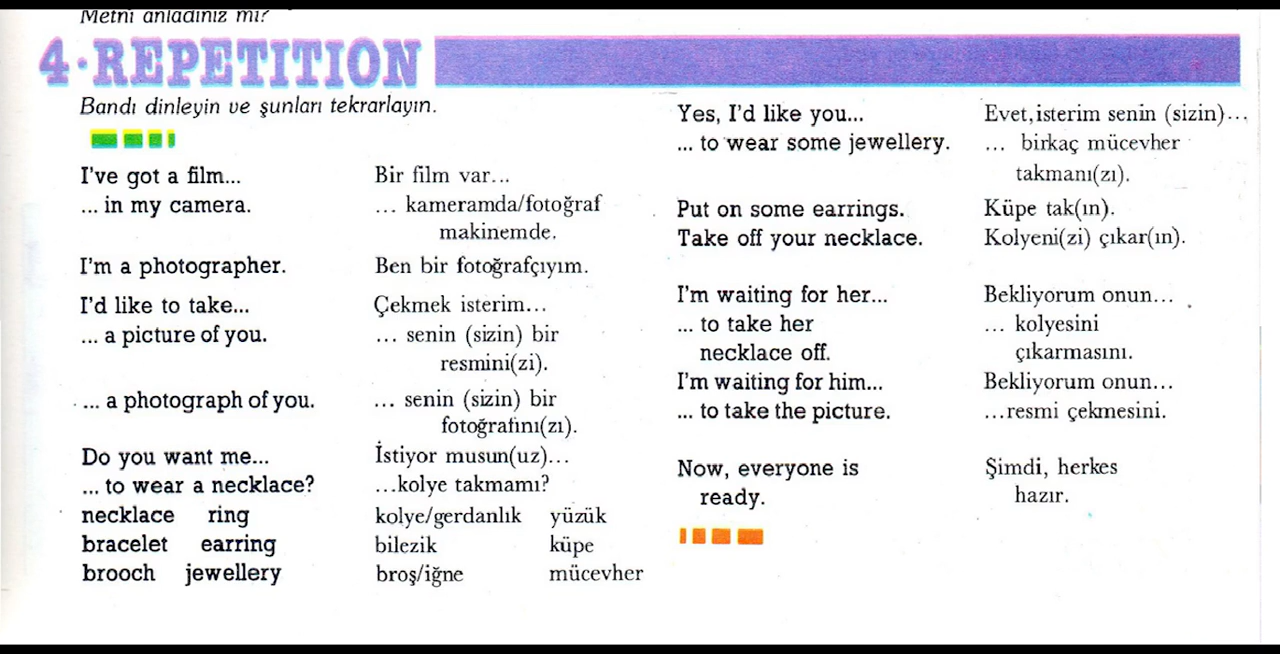 Metni anladınız mı?
4·REPETITION
Bandı dinleyin ve şunları tekrarlayın.
I've got a film... Bir film var...
... in my camera. ... kameramda/fotoğraf
makinemde.
I'm a photographer. Ben bir fotoğrafçıyım.
I'd like to take... Çekmek isterim...
... a picture of you. ... senin (sizin) bir
resmini(zi).
... a photograph of you. ... senin (sizin) bir
fotoğrafını(zı).
Do you want me... İstiyor musun(uz)...
... to wear a necklace? ...kolye takmamı?
necklace ring kolye/gerdanlık yüzük
bracelet earring bilezik küpe
brooch jewellery broş/iğne mücevher
Yes, I'd like you... Evet,isterim senin (sizin)...
... to wear some jewellery. ... birkaç mücevher
takmanı(zı).
Put on some earrings. Küpe tak(ın).
Take off your necklace. Kolyeni(zi) çıkar(ın).
I'm waiting for her... Bekliyorum onun...
... to take her ... kolyesini
necklace off. çıkarmasını.
I'm waiting for him... Bekliyorum onun...
... to take the picture. ...resmi çekmesini.
Now, everyone is Şimdi, herkes
ready. hazır.